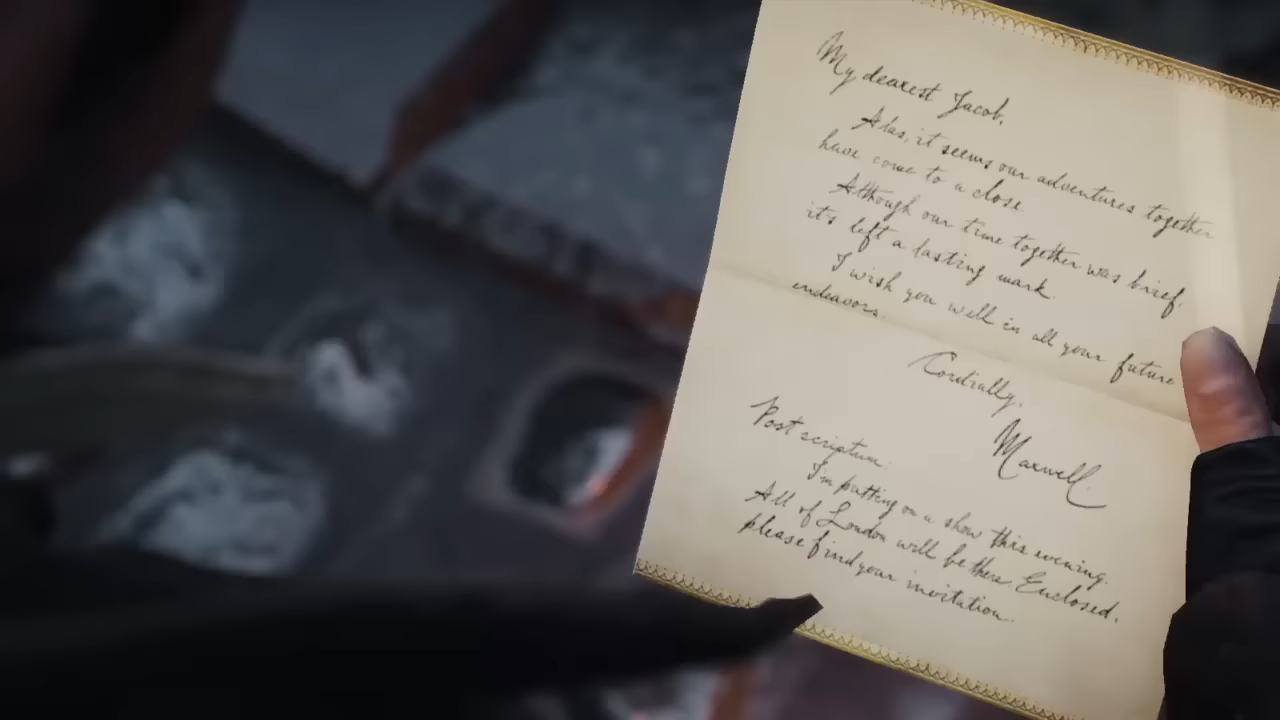 My dearest Jacob,
Alas, it seems our adventures together
have come to a close.
Although our time together was brief,
it's left a lasting mark.
I wish you well in all your future
endeavors.
Cordially,
Maxwell.
Post scriptum:
I'm putting on a show this evening.
All of London will be there. Enclosed,
please find your invitation.